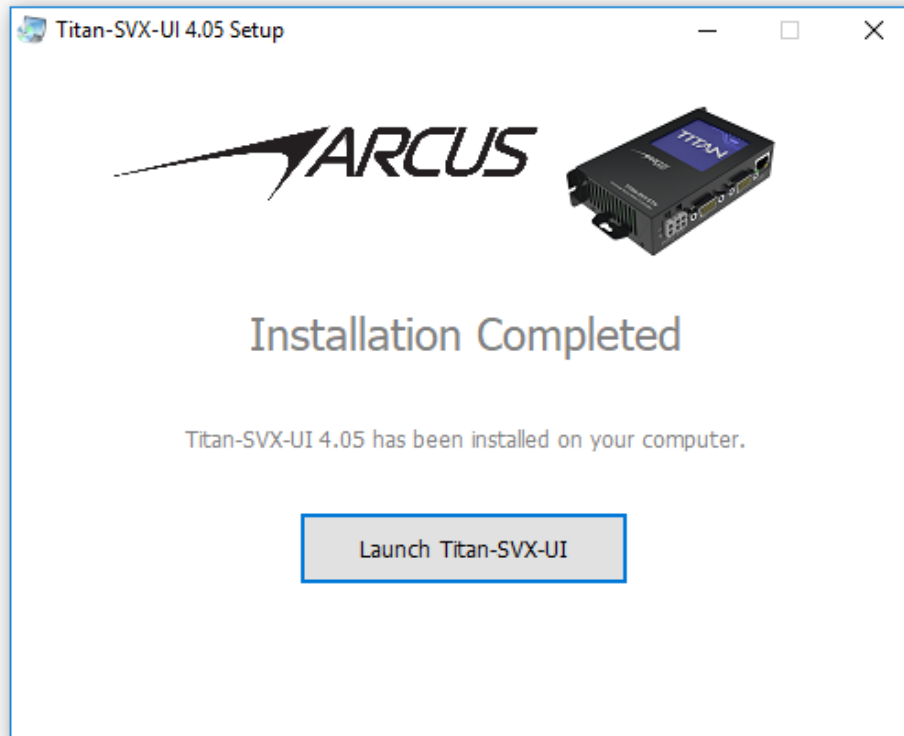 Titan-SVX-UI 4.05 Setup
ARCUS
TITAN
Installation Completed
Titan-SVX-UI 4.05 has been installed on your computer.
Launch Titan-SVX-UI